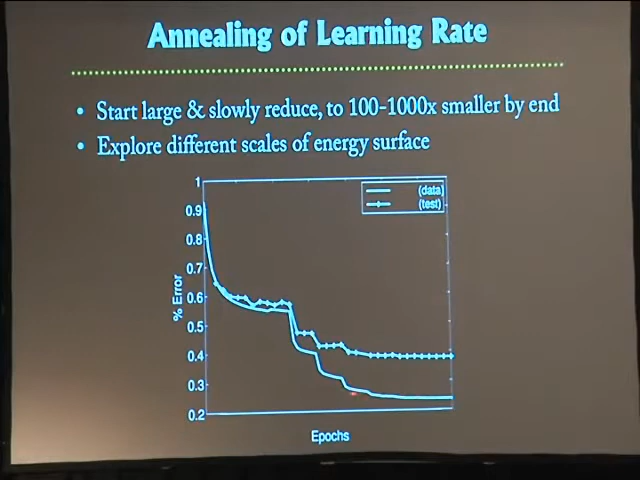 Annealing of Learning Rate
• Start large & slowly reduce, to 100-1000x smaller by end
• Explore different scales of energy surface
1
(data)
(test)
0.9
0.8
0.7
0.6
0.5
0.4
0.3
0.2
% Error
Epochs